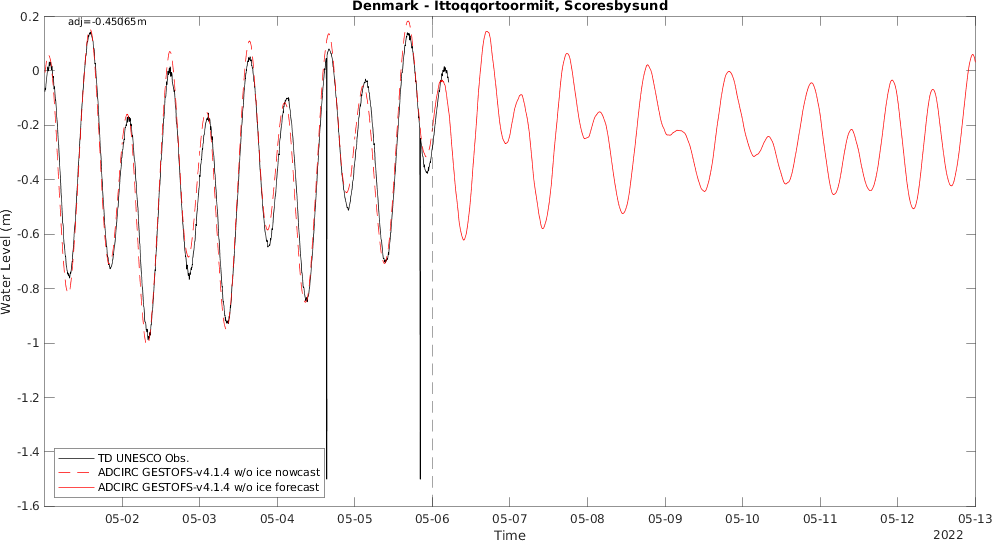 Denmark - Ittoqqortoormiit, Scoresbysund
adj=-0.45065m
0.2
0
-0.2
-0.4
-0.6
-0.8
-1
-1.2
-1.4
-1.6
Water Level (m)
TD UNESCO Obs.
ADCIRC GESTOFS-v4.1.4 w/o ice nowcast
ADCIRC GESTOFS-v4.1.4 w/o ice forecast
05-02 05-03 05-04 05-05 05-06 05-07 05-08 05-09 05-10 05-11 05-12 05-13
Time
2022